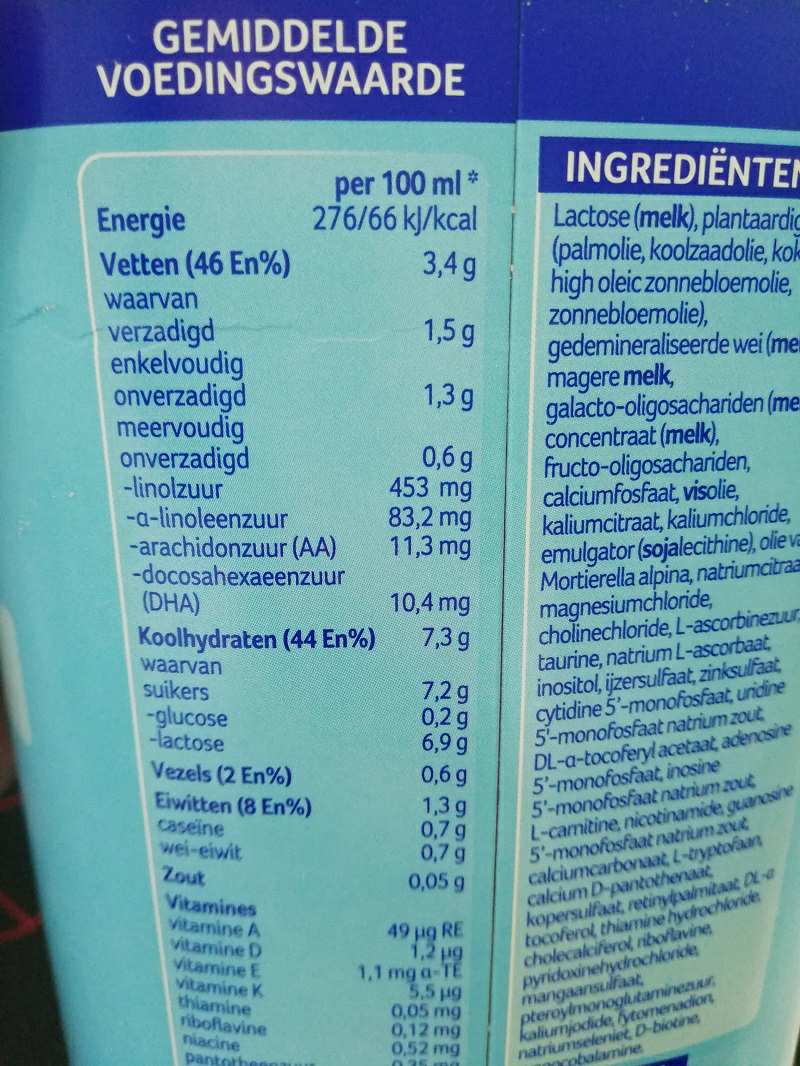 GEMIDDELDE
VOEDINGSWAARDE
per 100 ml *
Energie 276/66 kJ/kcal
Vetten (46 En%) 3,4 g
waarvan
verzadigd 1,5 g
enkelvoudig
onverzadigd 1,3 g
meervoudig
onverzadigd 0,6 g
-linolzuur 453 mg
-α-linoleenzuur 83,2 mg
-arachidonzuur (AA) 11,3 mg
-docosahexaeenzuur
(DHA) 10,4 mg
Koolhydraten (44 En%) 7,3 g
waarvan
suikers 7,2 g
-glucose 0,2 g
-lactose 6,9 g
Vezels (2 En%) 0,6 g
Eiwitten (8 En%) 1,3 g
caseïne 0,7 g
wei-eiwit 0,7 g
Zout 0,05 g
Vitamines
vitamine A 49 µg RE
vitamine D 1,2 µg
vitamine E 1,1 mg α-TE
vitamine K 5,5 µg
thiamine 0,05 mg
riboflavine 0,12 mg
niacine 0,52 mg
INGREDIËNTEN
Lactose (melk), plantaardig
(palmolie, koolzaadolie, kok
high oleic zonnebloemolie,
zonnebloemolie),
gedemineraliseerde wei (me
magere melk,
galacto-oligosachariden (me
concentraat (melk),
fructo-oligosachariden,
calciumfosfaat, visolie,
kaliumcitraat, kaliumchloride,
emulgator (sojalecithine), olie va
Mortierella alpina, natriumcitraa
magnesiumchloride,
cholinechloride, L-ascorbinezuur,
taurine, natrium L-ascorbaat,
inositol, ijzersulfaat, zinksulfaat,
cytidine 5'-monofosfaat, uridine
5'-monofosfaat natrium zout,
DL-α-tocoferyl acetaat, adenosine
5'-monofosfaat, inosine
5'-monofosfaat natrium zout,
L-carnitine, nicotinamide, guanosine
5'-monofosfaat natrium zout,
calciumcarbonaat, L-tryptofaan,
calcium D-pantothenaat,
kopersulfaat, retinylpalmitaat, DL-α
tocoferol, thiamine hydrochloride,
cholecalciferol, riboflavine,
pyridoxinehydrochloride,
mangaansulfaat,
pteroylmonoglutaminezuur,
kaliumjodide, fytomenadion,
natriumseleniet, D-biotine,